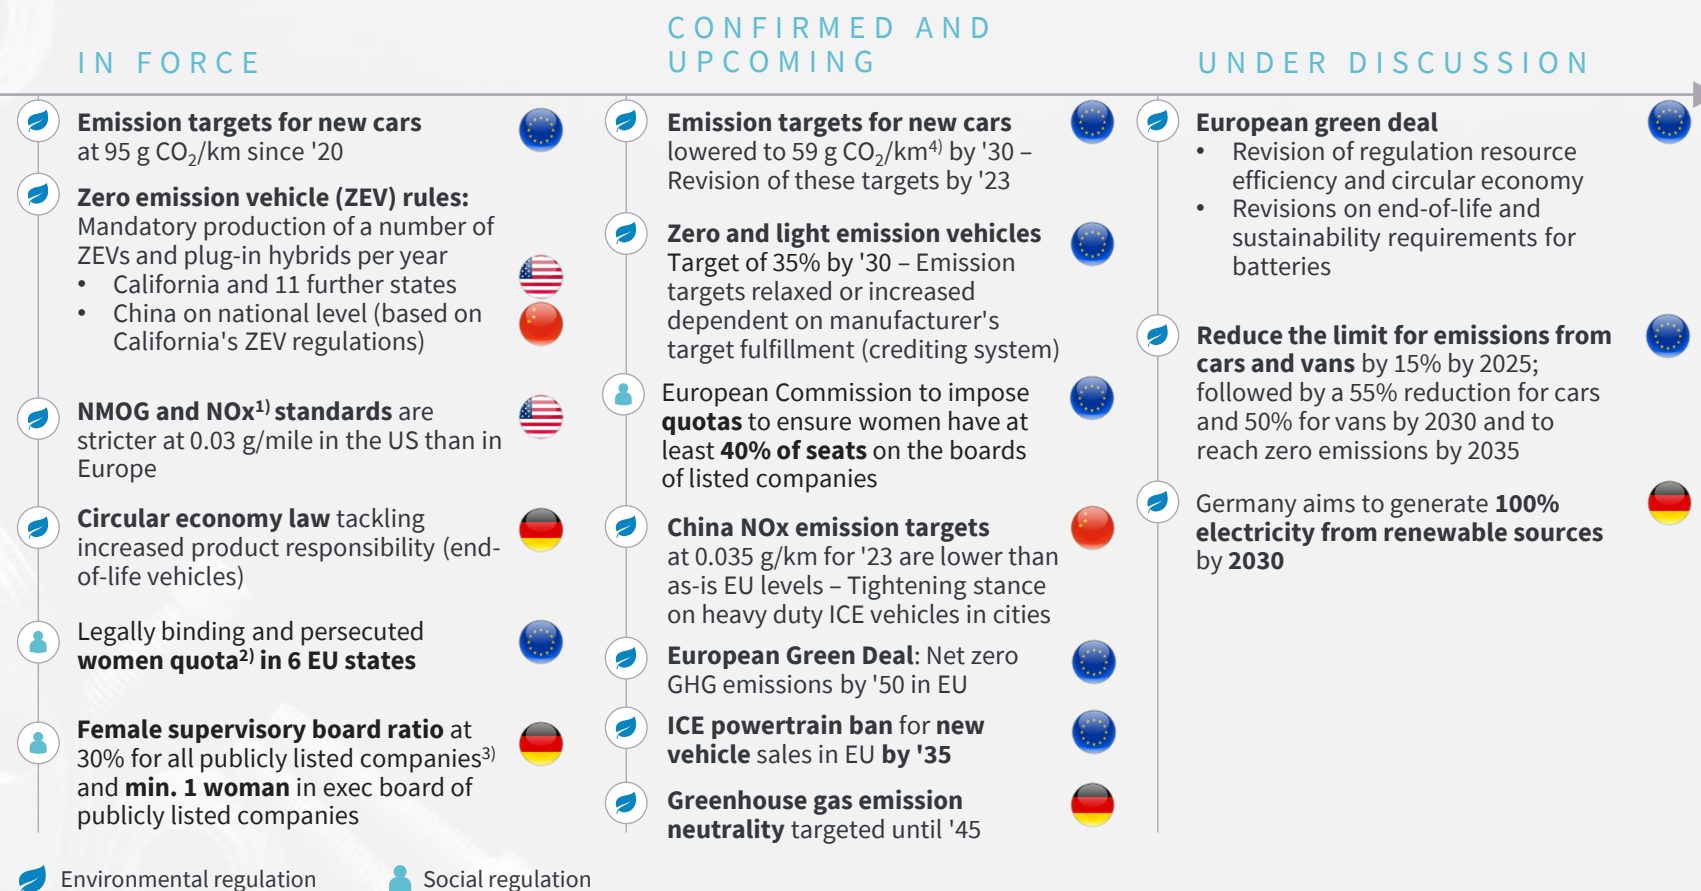 IN FORCE
CONFIRMED AND
UPCOMING
UNDER DISCUSSION
Emission targets for new cars
at 95 g CO₂/km since '20
Zero emission vehicle (ZEV) rules:
Mandatory production of a number of
ZEVs and plug-in hybrids per year
• California and 11 further states
• China on national level (based on
California's ZEV regulations)
NMOG and NOx¹⁾ standards are
stricter at 0.03 g/mile in the US than in
Europe
Circular economy law tackling
increased product responsibility (end-
of-life vehicles)
Legally binding and persecuted
women quota²⁾ in 6 EU states
Female supervisory board ratio at
30% for all publicly listed companies³⁾
and min. 1 woman in exec board of
publicly listed companies
Emission targets for new cars
lowered to 59 g CO₂/km⁴⁾ by '30 –
Revision of these targets by '23
Zero and light emission vehicles
Target of 35% by '30 – Emission
targets relaxed or increased
dependent on manufacturer's
target fulfillment (crediting system)
European Commission to impose
quotas to ensure women have at
least 40% of seats on the boards
of listed companies
China NOx emission targets
at 0.035 g/km for '23 are lower than
as-is EU levels – Tightening stance
on heavy duty ICE vehicles in cities
European Green Deal: Net zero
GHG emissions by '50 in EU
ICE powertrain ban for new
vehicle sales in EU by '35
Greenhouse gas emission
neutrality targeted until '45
European green deal
• Revision of regulation resource
efficiency and circular economy
• Revisions on end-of-life and
sustainability requirements for
batteries
Reduce the limit for emissions from
cars and vans by 15% by 2025;
followed by a 55% reduction for cars
and 50% for vans by 2030 and to
reach zero emissions by 2035
Germany aims to generate 100%
electricity from renewable sources
by 2030
Environmental regulation
Social regulation